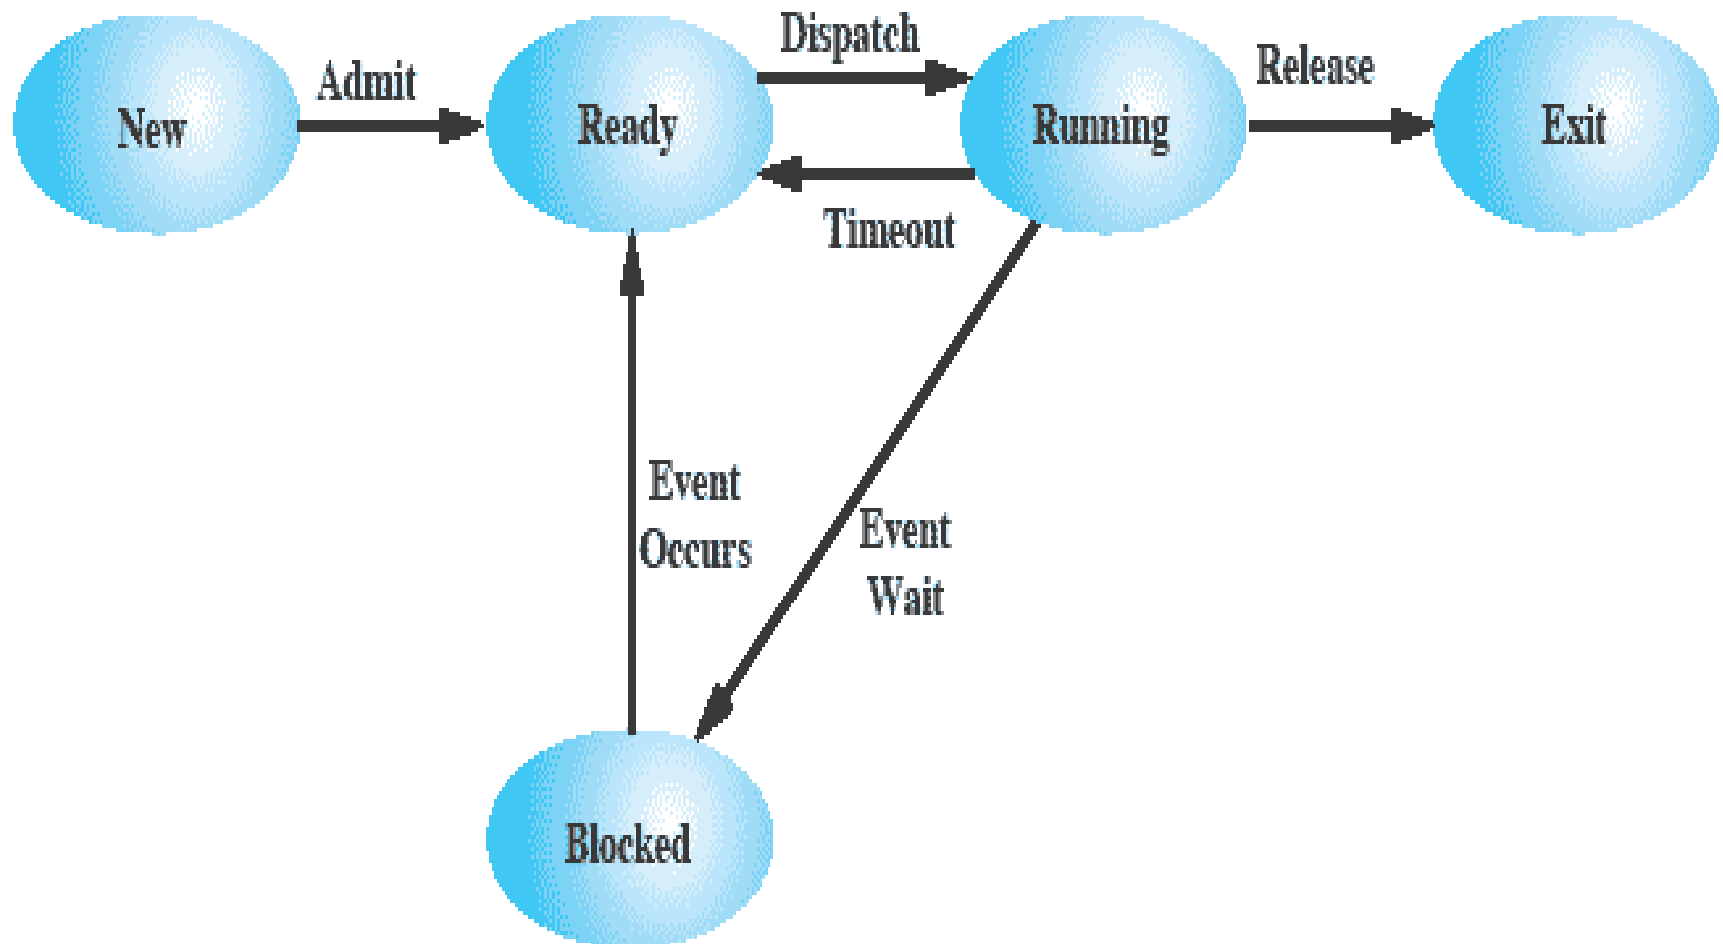 Dispatch
Release
Admit
New
Ready
Running
Exit
Timeout
Event
Occurs
Event
Wait
Blocked